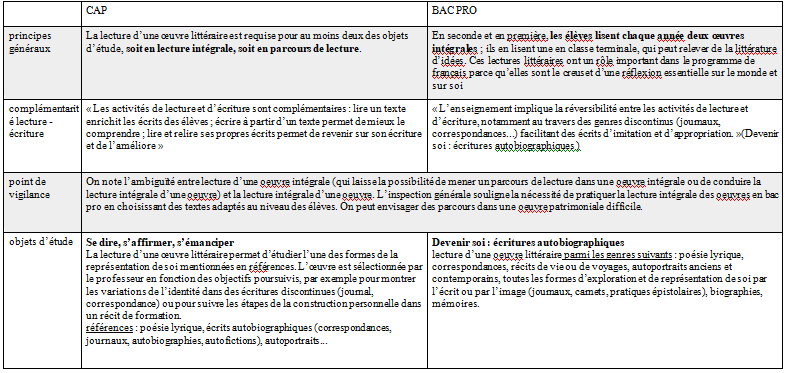 CAP
BAC PRO
principes
généraux
La lecture d'une œuvre littéraire est requise pour au moins deux des objets
d'étude, soit en lecture intégrale, soit en parcours de lecture.
En seconde et en première, les élèves lisent chaque année deux œuvres
intégrales ; ils en lisent une en classe terminale, qui peut relever de la littérature
d'idées. Ces lectures littéraires ont un rôle important dans le programme de
français parce qu'elles sont le creuset d'une réflexion essentielle sur le monde et
sur soi
complémentarit
é lecture -
écriture
« Les activités de lecture et d'écriture sont complémentaires : lire un texte
enrichit les écrits des élèves ; écrire à partir d'un texte permet de mieux le
comprendre ; lire et relire ses propres écrits permet de revenir sur son écriture
et de l'améliore »
« L'enseignement implique la réversibilité entre les activités de lecture et
d'écriture, notamment au travers des genres discontinus (journaux,
correspondances...) facilitant des écrits d'imitation et d'appropriation. »(Devenir
soi : écritures autobiographiques)
point de
vigilance
On note l'ambiguïté entre lecture d'une oeuvre intégrale (qui laisse la possibilité de mener un parcours de lecture dans une oeuvre intégrale ou de conduire la
lecture intégrale d'une oeuvre) et la lecture intégrale d'une oeuvre. L'inspection générale souligne la nécessité de pratiquer la lecture intégrale des oeuvres en bac
pro en choisissant des textes adaptés au niveau des élèves. On peut envisager des parcours dans une oeuvre patrimoniale difficile.
objets d'étude
Se dire, s'affirmer, s'émanciper
La lecture d'une œuvre littéraire permet d'étudier l'une des formes de la
représentation de soi mentionnées en références. L'œuvre est sélectionnée par
le professeur en fonction des objectifs poursuivis, par exemple pour montrer
les variations de l'identité dans des écritures discontinues (journal,
correspondance) ou pour suivre les étapes de la construction personnelle dans
un récit de formation.
références : poésie lyrique, écrits autobiographiques (correspondances,
journaux, autobiographies, autofictions), autoportraits...
Devenir soi : écritures autobiographiques
lecture d'une oeuvre littéraire parmi les genres suivants : poésie lyrique,
correspondances, récits de vie ou de voyages, autoportraits anciens et
contemporains, toutes les formes d'exploration et de représentation de soi par
l'écrit ou par l'image (journaux, carnets, pratiques épistolaires), biographies,
mémoires.